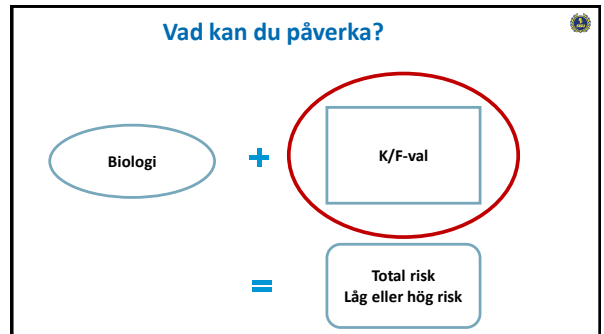 Vad kan du påverka?
Biologi
+
K/F-val
=
Total risk
Låg eller hög risk